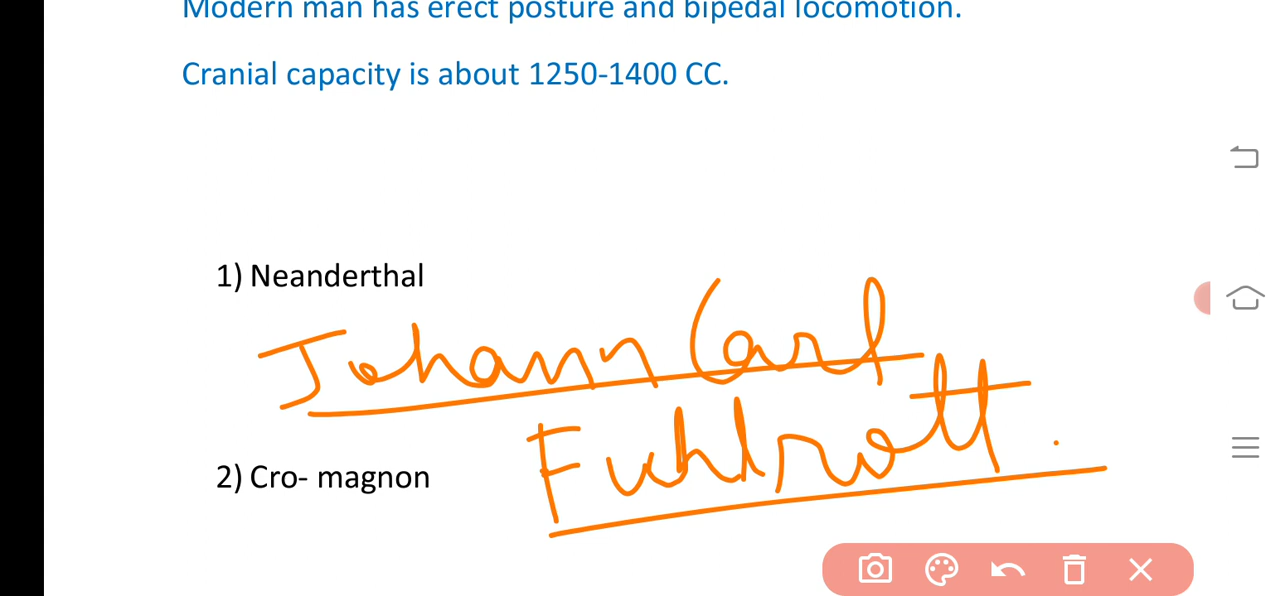 Modern man has erect posture and bipedal locomotion.
Cranial capacity is about 1250-1400 CC.
1) Neanderthal
Johann Carl
Fuhlrott.
2) Cro- magnon